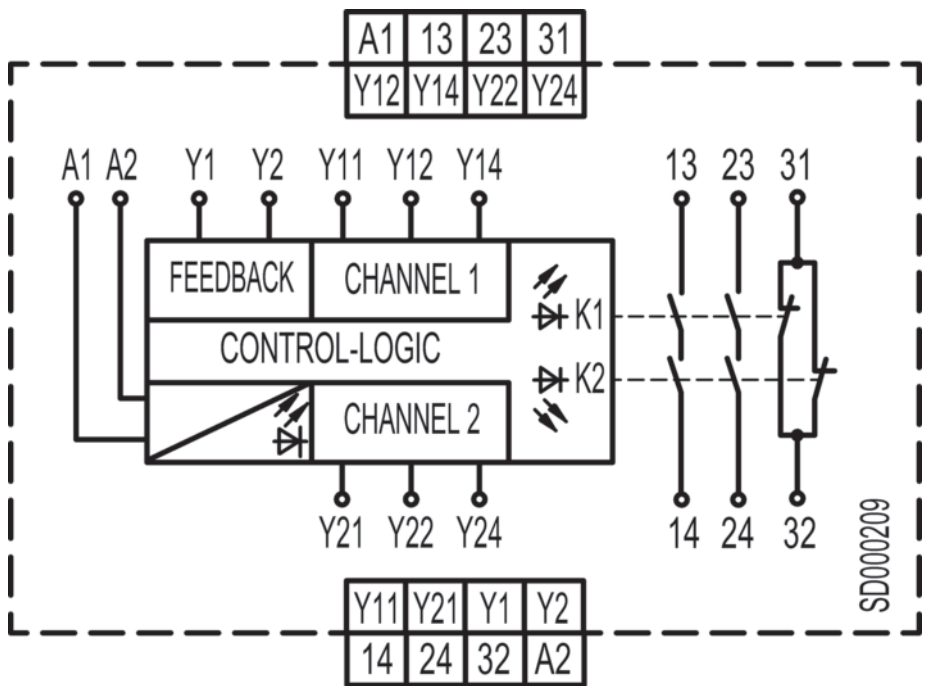 A1 13 23 31
Y12 Y14 Y22 Y24
A1 A2 Y1 Y2 Y11 Y12 Y14 13 23 31
FEEDBACK CHANNEL 1
K1
CONTROL-LOGIC
K2
CHANNEL 2
Y21 Y22 Y24 14 24 32
SD000209
Y11 Y21 Y1 Y2
14 24 32 A2